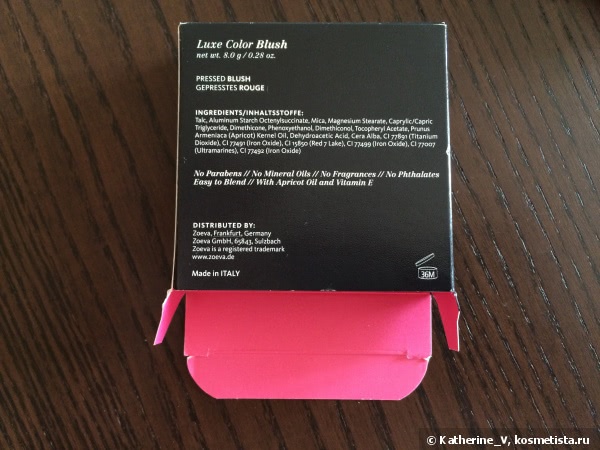 Luxe Color Blush
net wt. 8.0 g / 0.28 oz.
PRESSED BLUSH
GEPRESSTES ROUGE
INGREDIENTS/INHALTSSTOFFE:
Talc, Aluminum Starch Octenylsuccinate, Mica, Magnesium Stearate, Caprylic/Capric
Triglyceride, Dimethicone, Phenoxyethanol, Dimethiconol, Tocopheryl Acetate, Prunus
Armeniaca (Apricot) Kernel Oil, Dehydroacetic Acid, Cera Alba, CI 77891 (Titanium
Dioxide), CI 77491 (Iron Oxide), CI 15850 (Red 7 Lake), CI 77499 (Iron Oxide), CI 77007
(Ultramarines), CI 77492 (Iron Oxide)
No Parabens // No Mineral Oils // No Fragrances // No Phthalates
Easy to Blend // With Apricot Oil and Vitamin E
DISTRIBUTED BY:
Zoeva, Frankfurt, Germany
Zoeva GmbH, 65843, Sulzbach
Zoeva is a registered trademark
www.zoeva.de
Made in ITALY
36M
© Katherine_V, kosmetista.ru